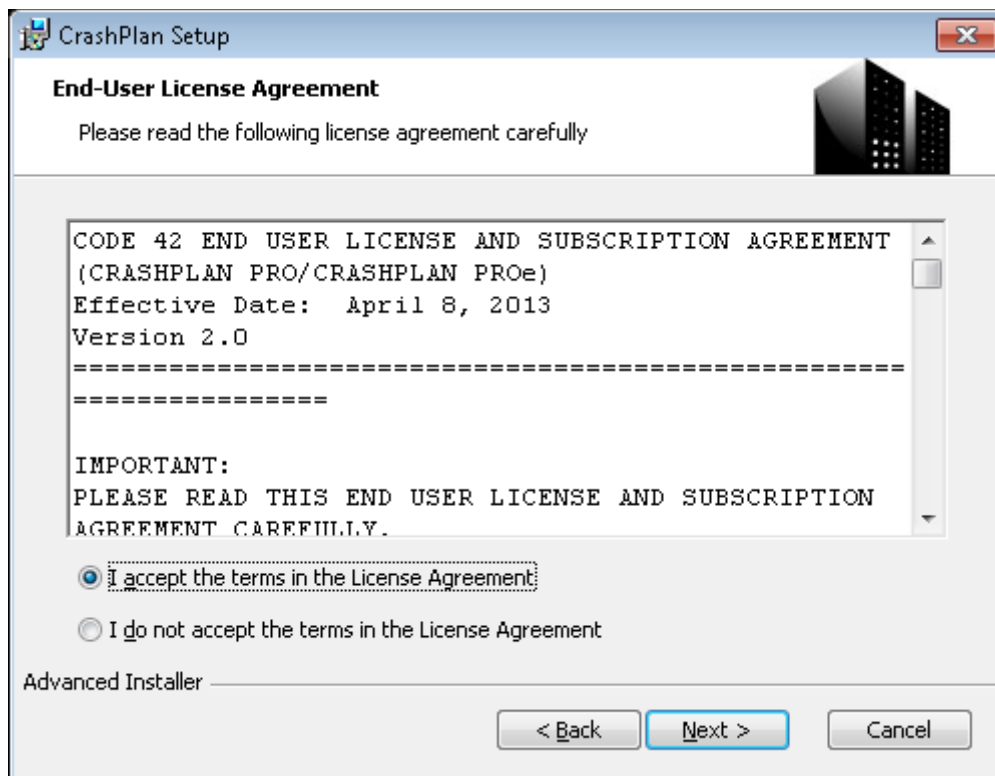 CrashPlan Setup
End-User License Agreement
Please read the following license agreement carefully
CODE 42 END USER LICENSE AND SUBSCRIPTION AGREEMENT
(CRASHPLAN PRO/CRASHPLAN PROe)
Effective Date:  April 8, 2013
Version 2.0
====================================================
================
IMPORTANT:
PLEASE READ THIS END USER LICENSE AND SUBSCRIPTION
AGREEMENT CAREFULLY.
I accept the terms in the License Agreement
I do not accept the terms in the License Agreement
Advanced Installer
< Back Next > Cancel